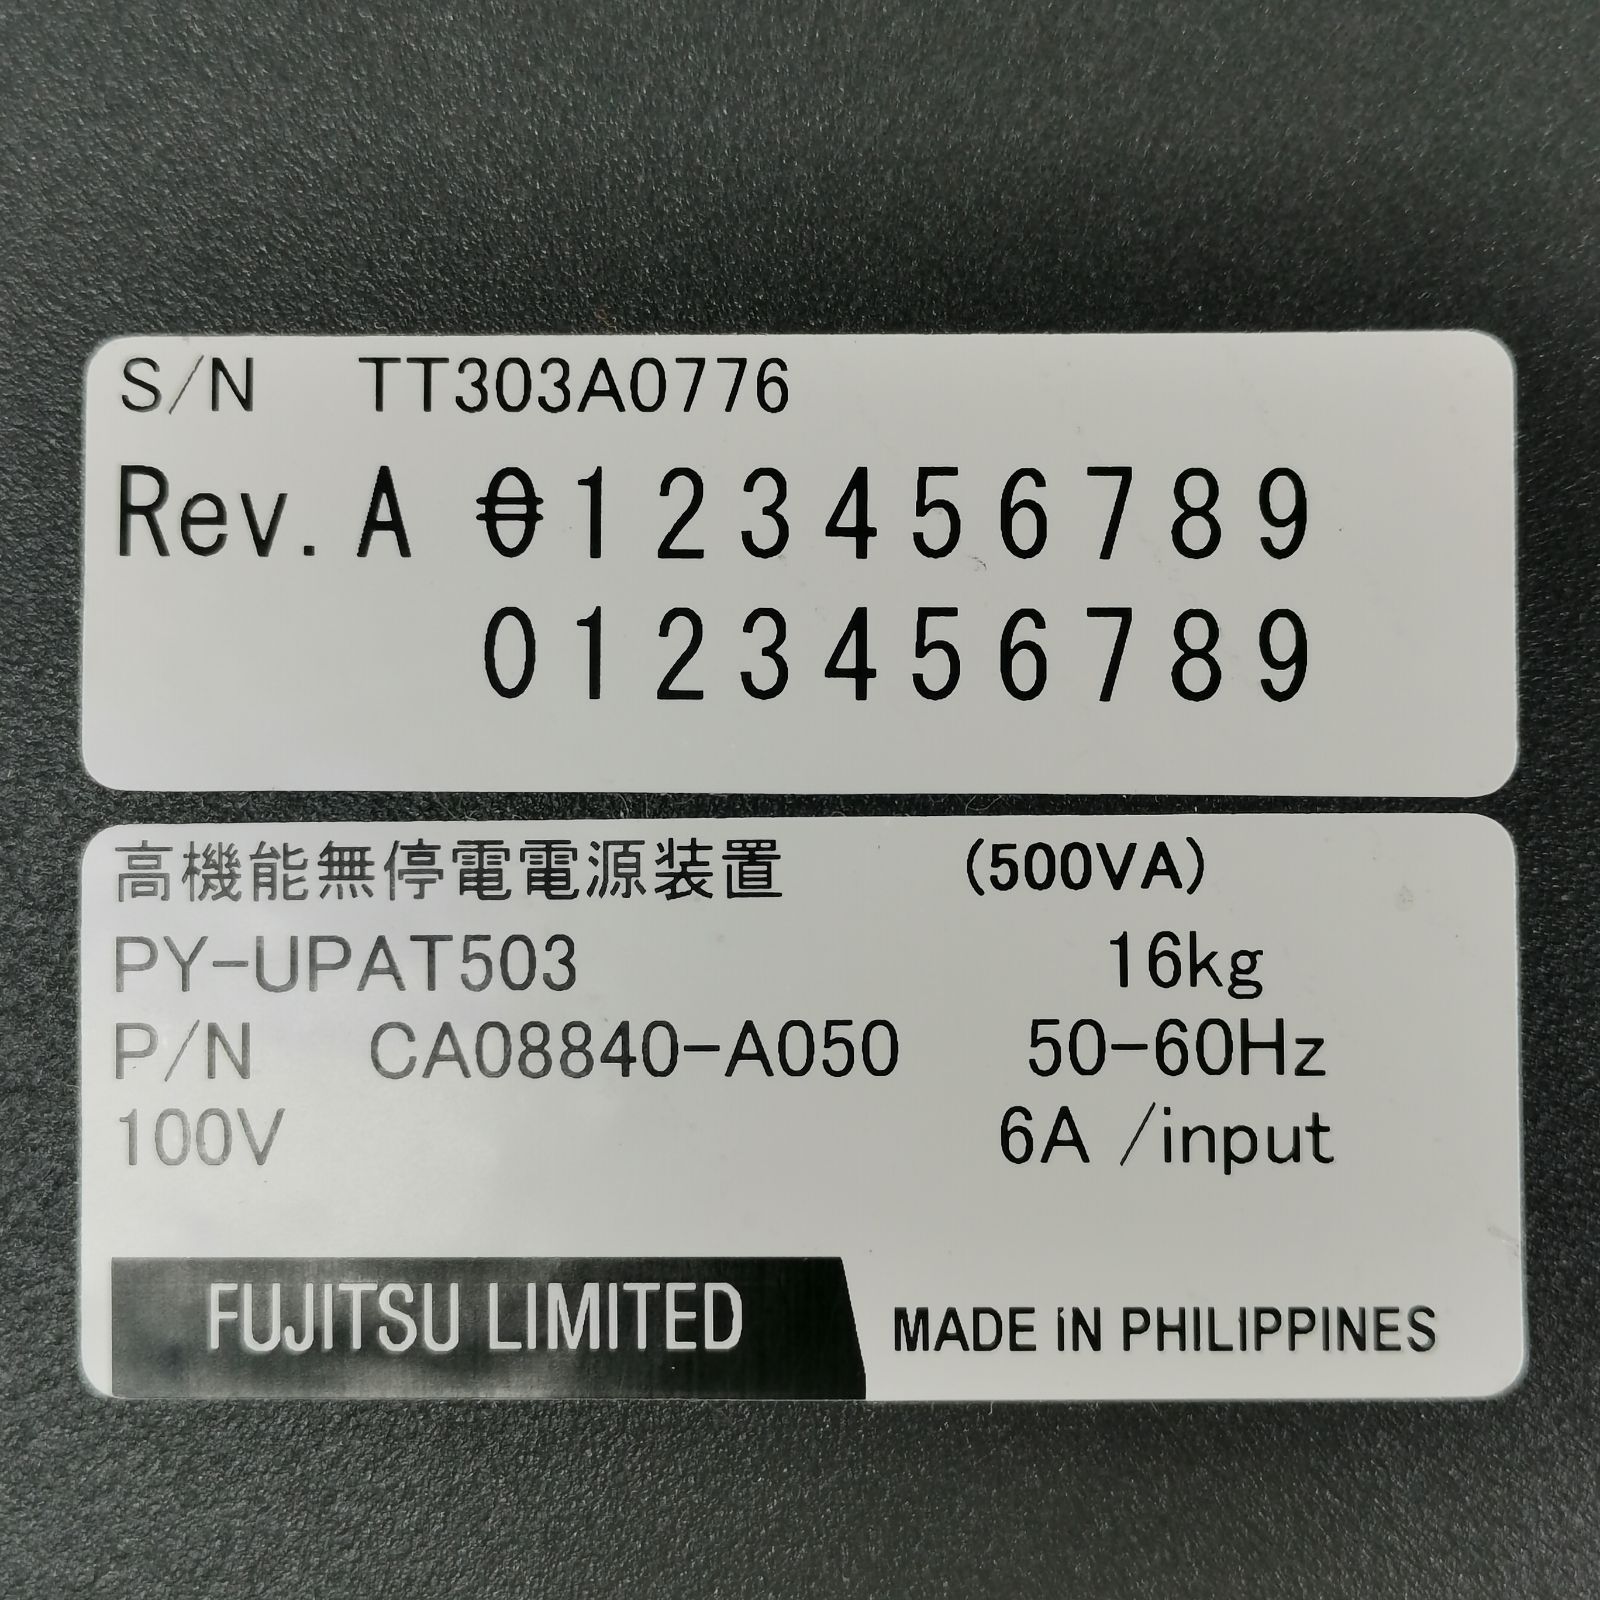 S/N TT303A0776
Rev. A 0 1 2 3 4 5 6 7 8 9
0 1 2 3 4 5 6 7 8 9
高機能無停電電源装置 (500VA)
PY-UPAT503 16kg
P/N CA08840-A050 50-60Hz
100V 6A /input
FUJITSU LIMITED MADE IN PHILIPPINES